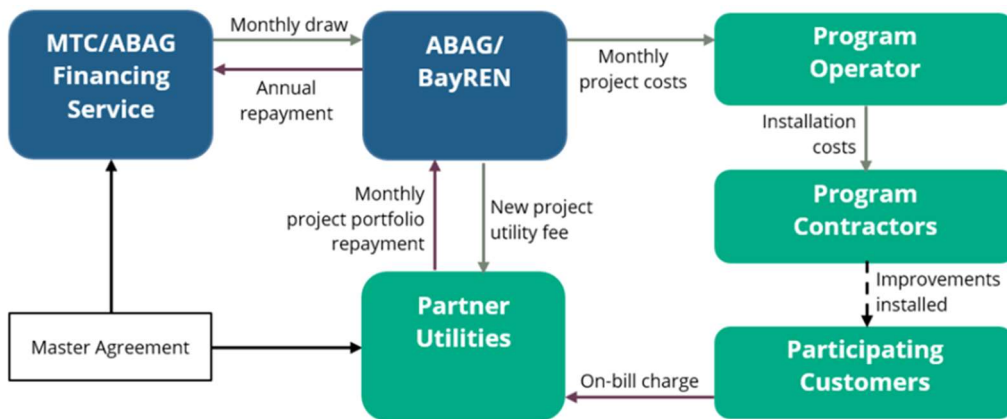 MTC/ABAG
Financing
Service
Monthly draw
Annual
repayment
ABAG/
BayREN
Monthly
project costs
Program
Operator
Installation
costs
Program
Contractors
Monthly
project portfolio
repayment
New project
utility fee
Improvements
installed
Master Agreement
Partner
Utilities
On-bill charge
Participating
Customers